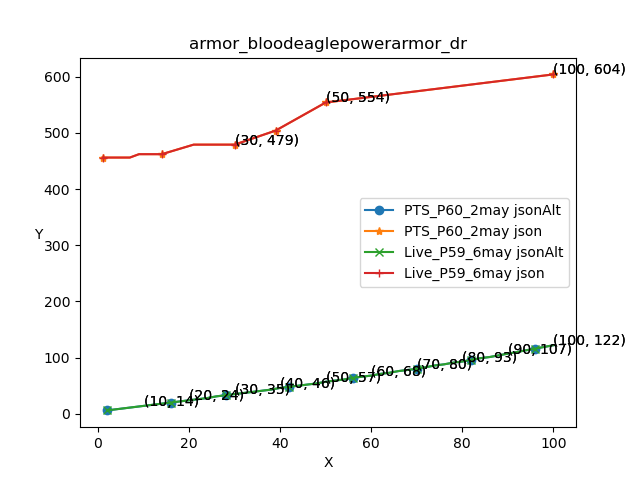 armor_bloodeaglepowerarmor_dr
600
500
400
300
200
100
0
Y
(100, 604)
(50, 554)
(30, 479)
PTS_P60_2may jsonAlt
PTS_P60_2may json
Live_P59_6may jsonAlt
Live_P59_6may json
(100, 122)
(90, 107)
(80, 93)
(70, 80)
(60, 68)
(50, 57)
(40, 46)
(30, 35)
(20, 24)
(10, 14)
0 20 40 60 80 100
X